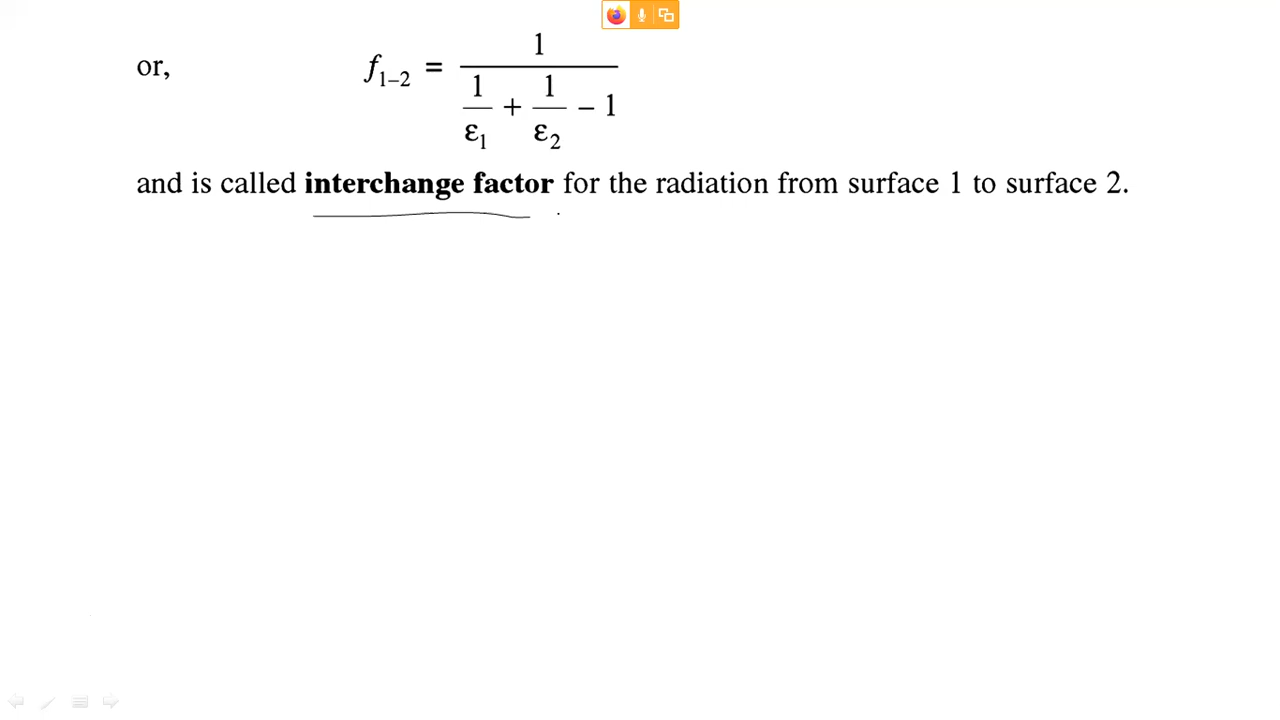 or, f1–2 = 1 / (1/ε1 + 1/ε2 – 1)
and is called interchange factor for the radiation from surface 1 to surface 2.